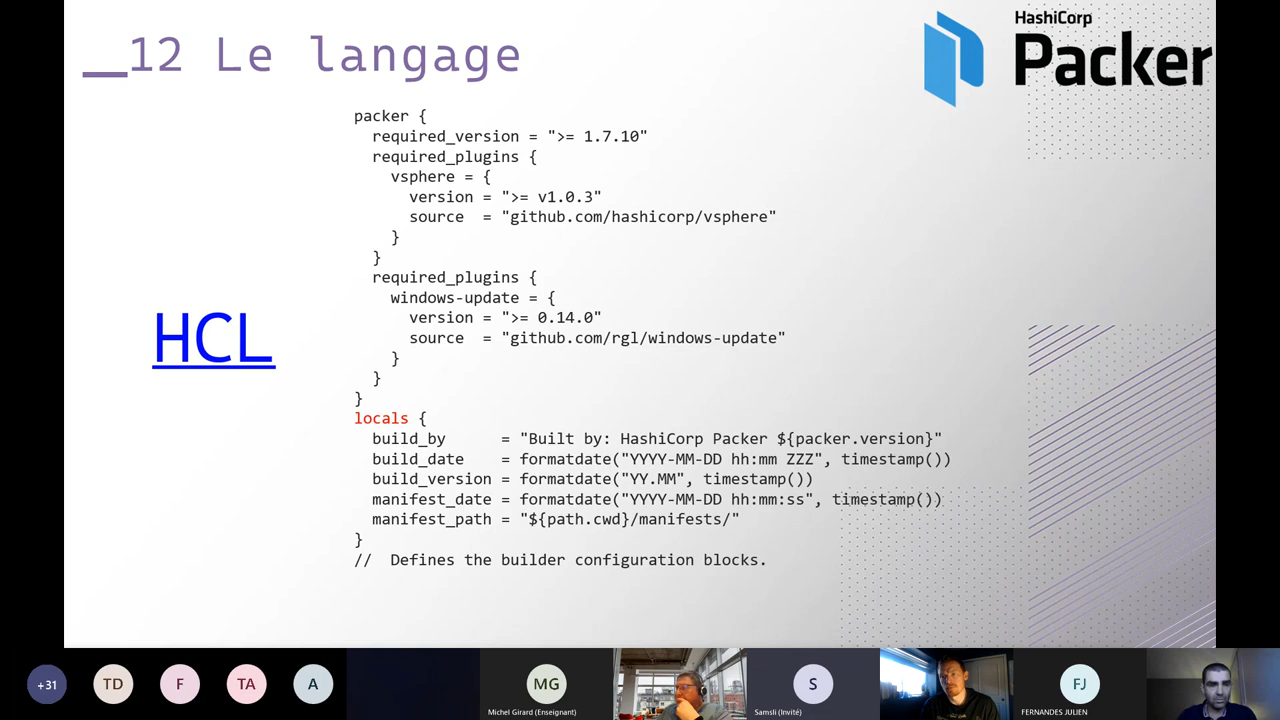 __12 Le langage
HashiCorp
Packer
HCL
packer {
  required_version = ">= 1.7.10"
  required_plugins {
    vsphere = {
      version = ">= v1.0.3"
      source  = "github.com/hashicorp/vsphere"
    }
  }
  required_plugins {
    windows-update = {
      version = ">= 0.14.0"
      source  = "github.com/rgl/windows-update"
    }
  }
}
locals {
  build_by      = "Built by: HashiCorp Packer ${packer.version}"
  build_date    = formatdate("YYYY-MM-DD hh:mm ZZZ", timestamp())
  build_version = formatdate("YY.MM", timestamp())
  manifest_date = formatdate("YYYY-MM-DD hh:mm:ss", timestamp())
  manifest_path = "${path.cwd}/manifests/"
}
//  Defines the builder configuration blocks.
+31
TD
F
TA
A
MG
Michel Girard (Enseignant)
S
Samsli (Invité)
FJ
FERNANDES JULIEN